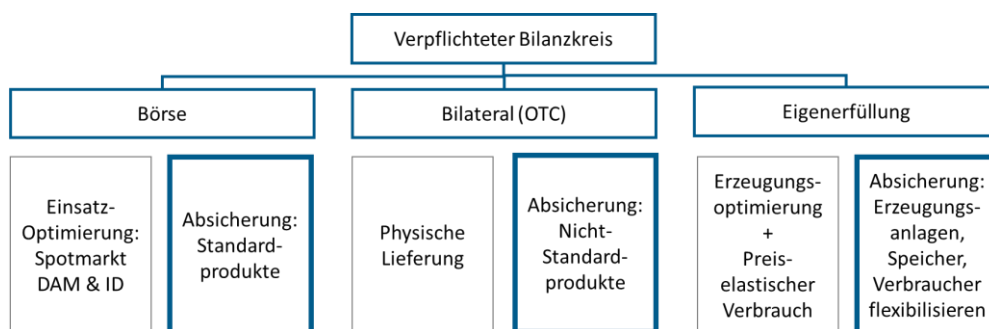 Verpflichteter Bilanzkreis
Börse
Bilateral (OTC)
Eigenerfüllung
Einsatz-
Optimierung:
Spotmarkt
DAM & ID
Absicherung:
Standard-
produkte
Physische
Lieferung
Absicherung:
Nicht-
Standard-
produkte
Erzeugungs-
optimierung
+
Preis-
elastischer
Verbrauch
Absicherung:
Erzeugungs-
anlagen,
Speicher,
Verbraucher
flexibilisieren